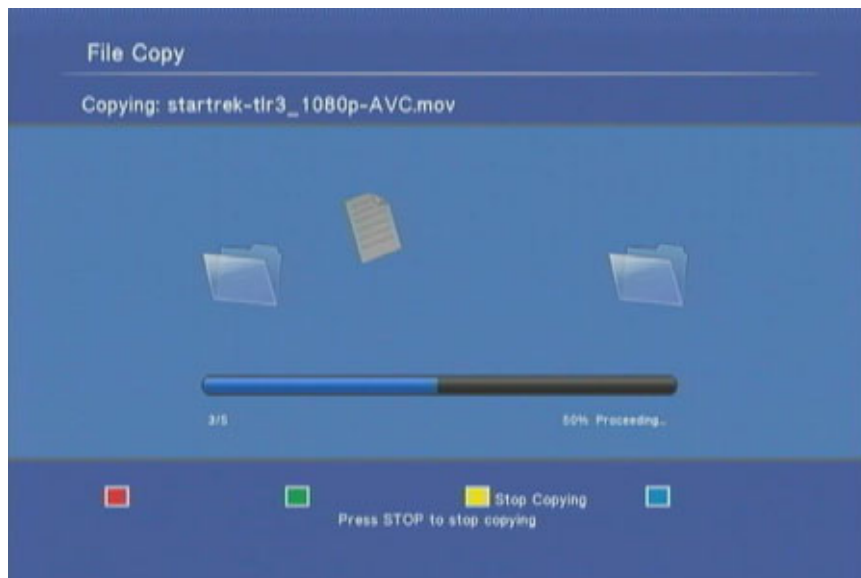 File Copy
Copying: startrek-tlr3_1080p-AVC.mov
3/5
50% Proceeding..
Stop Copying
Press STOP to stop copying